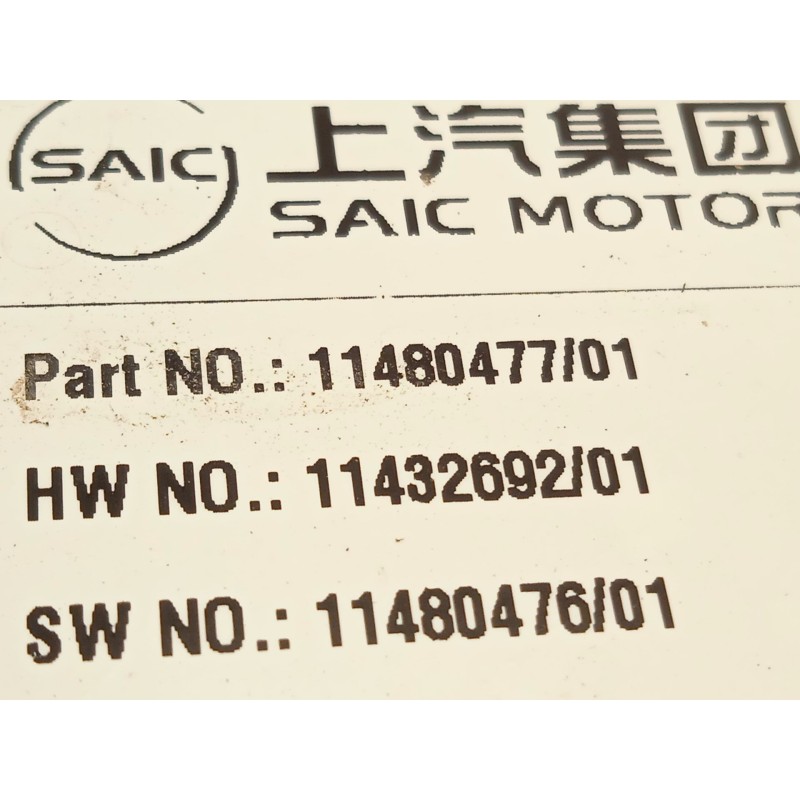 SAIC
上汽集团
SAIC MOTOR
Part NO.: 11480477/01
HW NO.: 11432692/01
SW NO.: 11480476/01